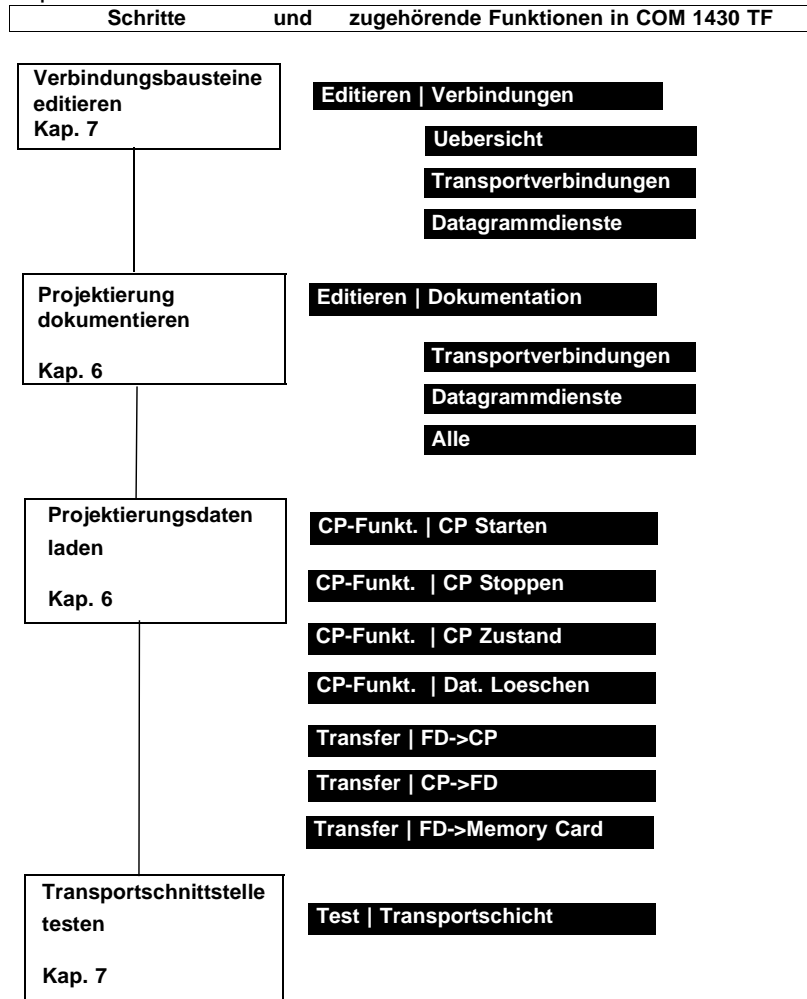 Schritte und zugehörende Funktionen in COM 1430 TF
Verbindungsbausteine
editieren
Kap. 7
Editieren | Verbindungen
Uebersicht
Transportverbindungen
Datagrammdienste
Projektierung
dokumentieren
Kap. 6
Editieren | Dokumentation
Transportverbindungen
Datagrammdienste
Alle
Projektierungsdaten
laden
Kap. 6
CP-Funkt. | CP Starten
CP-Funkt. | CP Stoppen
CP-Funkt. | CP Zustand
CP-Funkt. | Dat. Loeschen
Transfer | FD->CP
Transfer | CP->FD
Transfer | FD->Memory Card
Transportschnittstelle
testen
Kap. 7
Test | Transportschicht